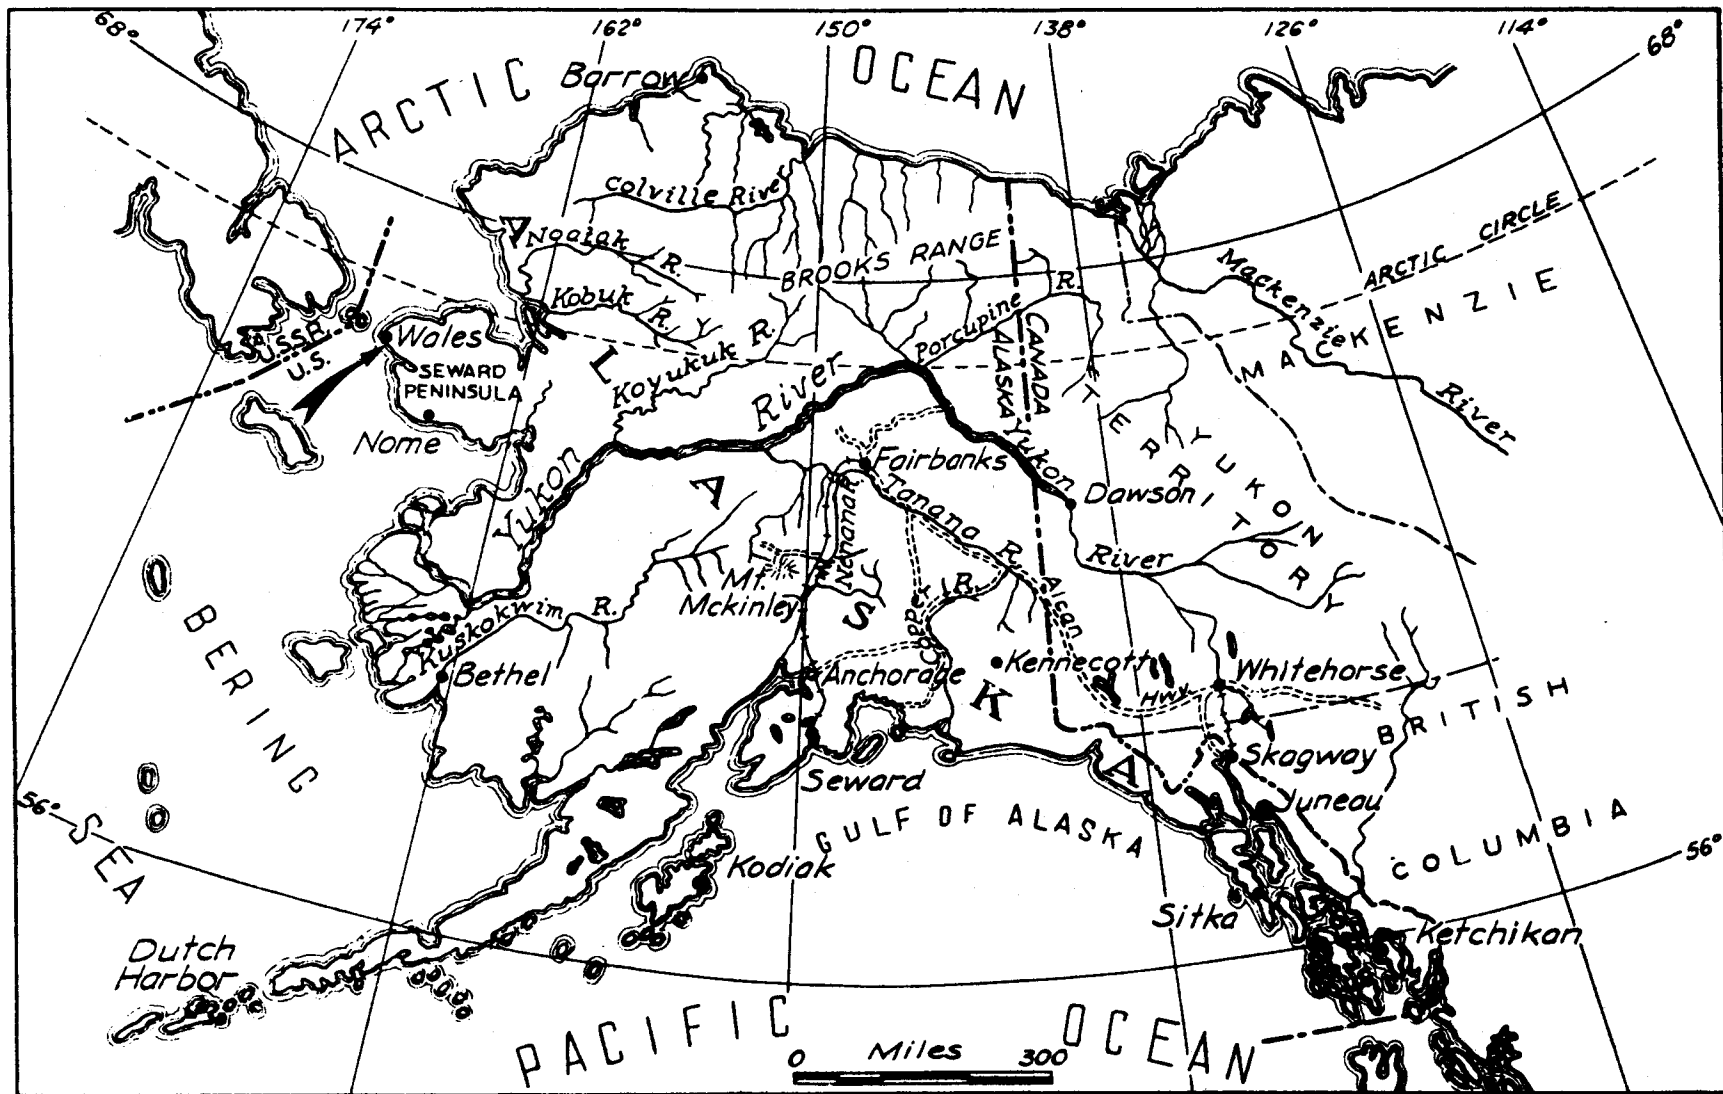 68°
174°
162°
150°
138°
126°
114°
68°
ARCTIC OCEAN
Barrow
Colville River
Noatak R.
BROOKS RANGE
ARCTIC CIRCLE
Mackenzie River
MACKENZIE
Kobuk R.
Koyukuk R.
Porcupine R.
CANADA
ALASKA
U.S.S.R.
U.S.
Wales
SEWARD
PENINSULA
Nome
Yukon River
Yukon River
TERRITORY
YUKON
Fairbanks
Dawson
Tanana R.
Nenana R.
Mt.
McKinley
Copper R.
Alcan Hwy.
Kuskokwim R.
Bethel
Anchorage
Kennecott
Whitehorse
ALASKA
BRITISH
COLUMBIA
Skagway
Seward
Juneau
GULF OF ALASKA
BERING
SEA
56°
56°
Kodiak
Sitka
Ketchikan
Dutch
Harbor
PACIFIC OCEAN
0 Miles 300